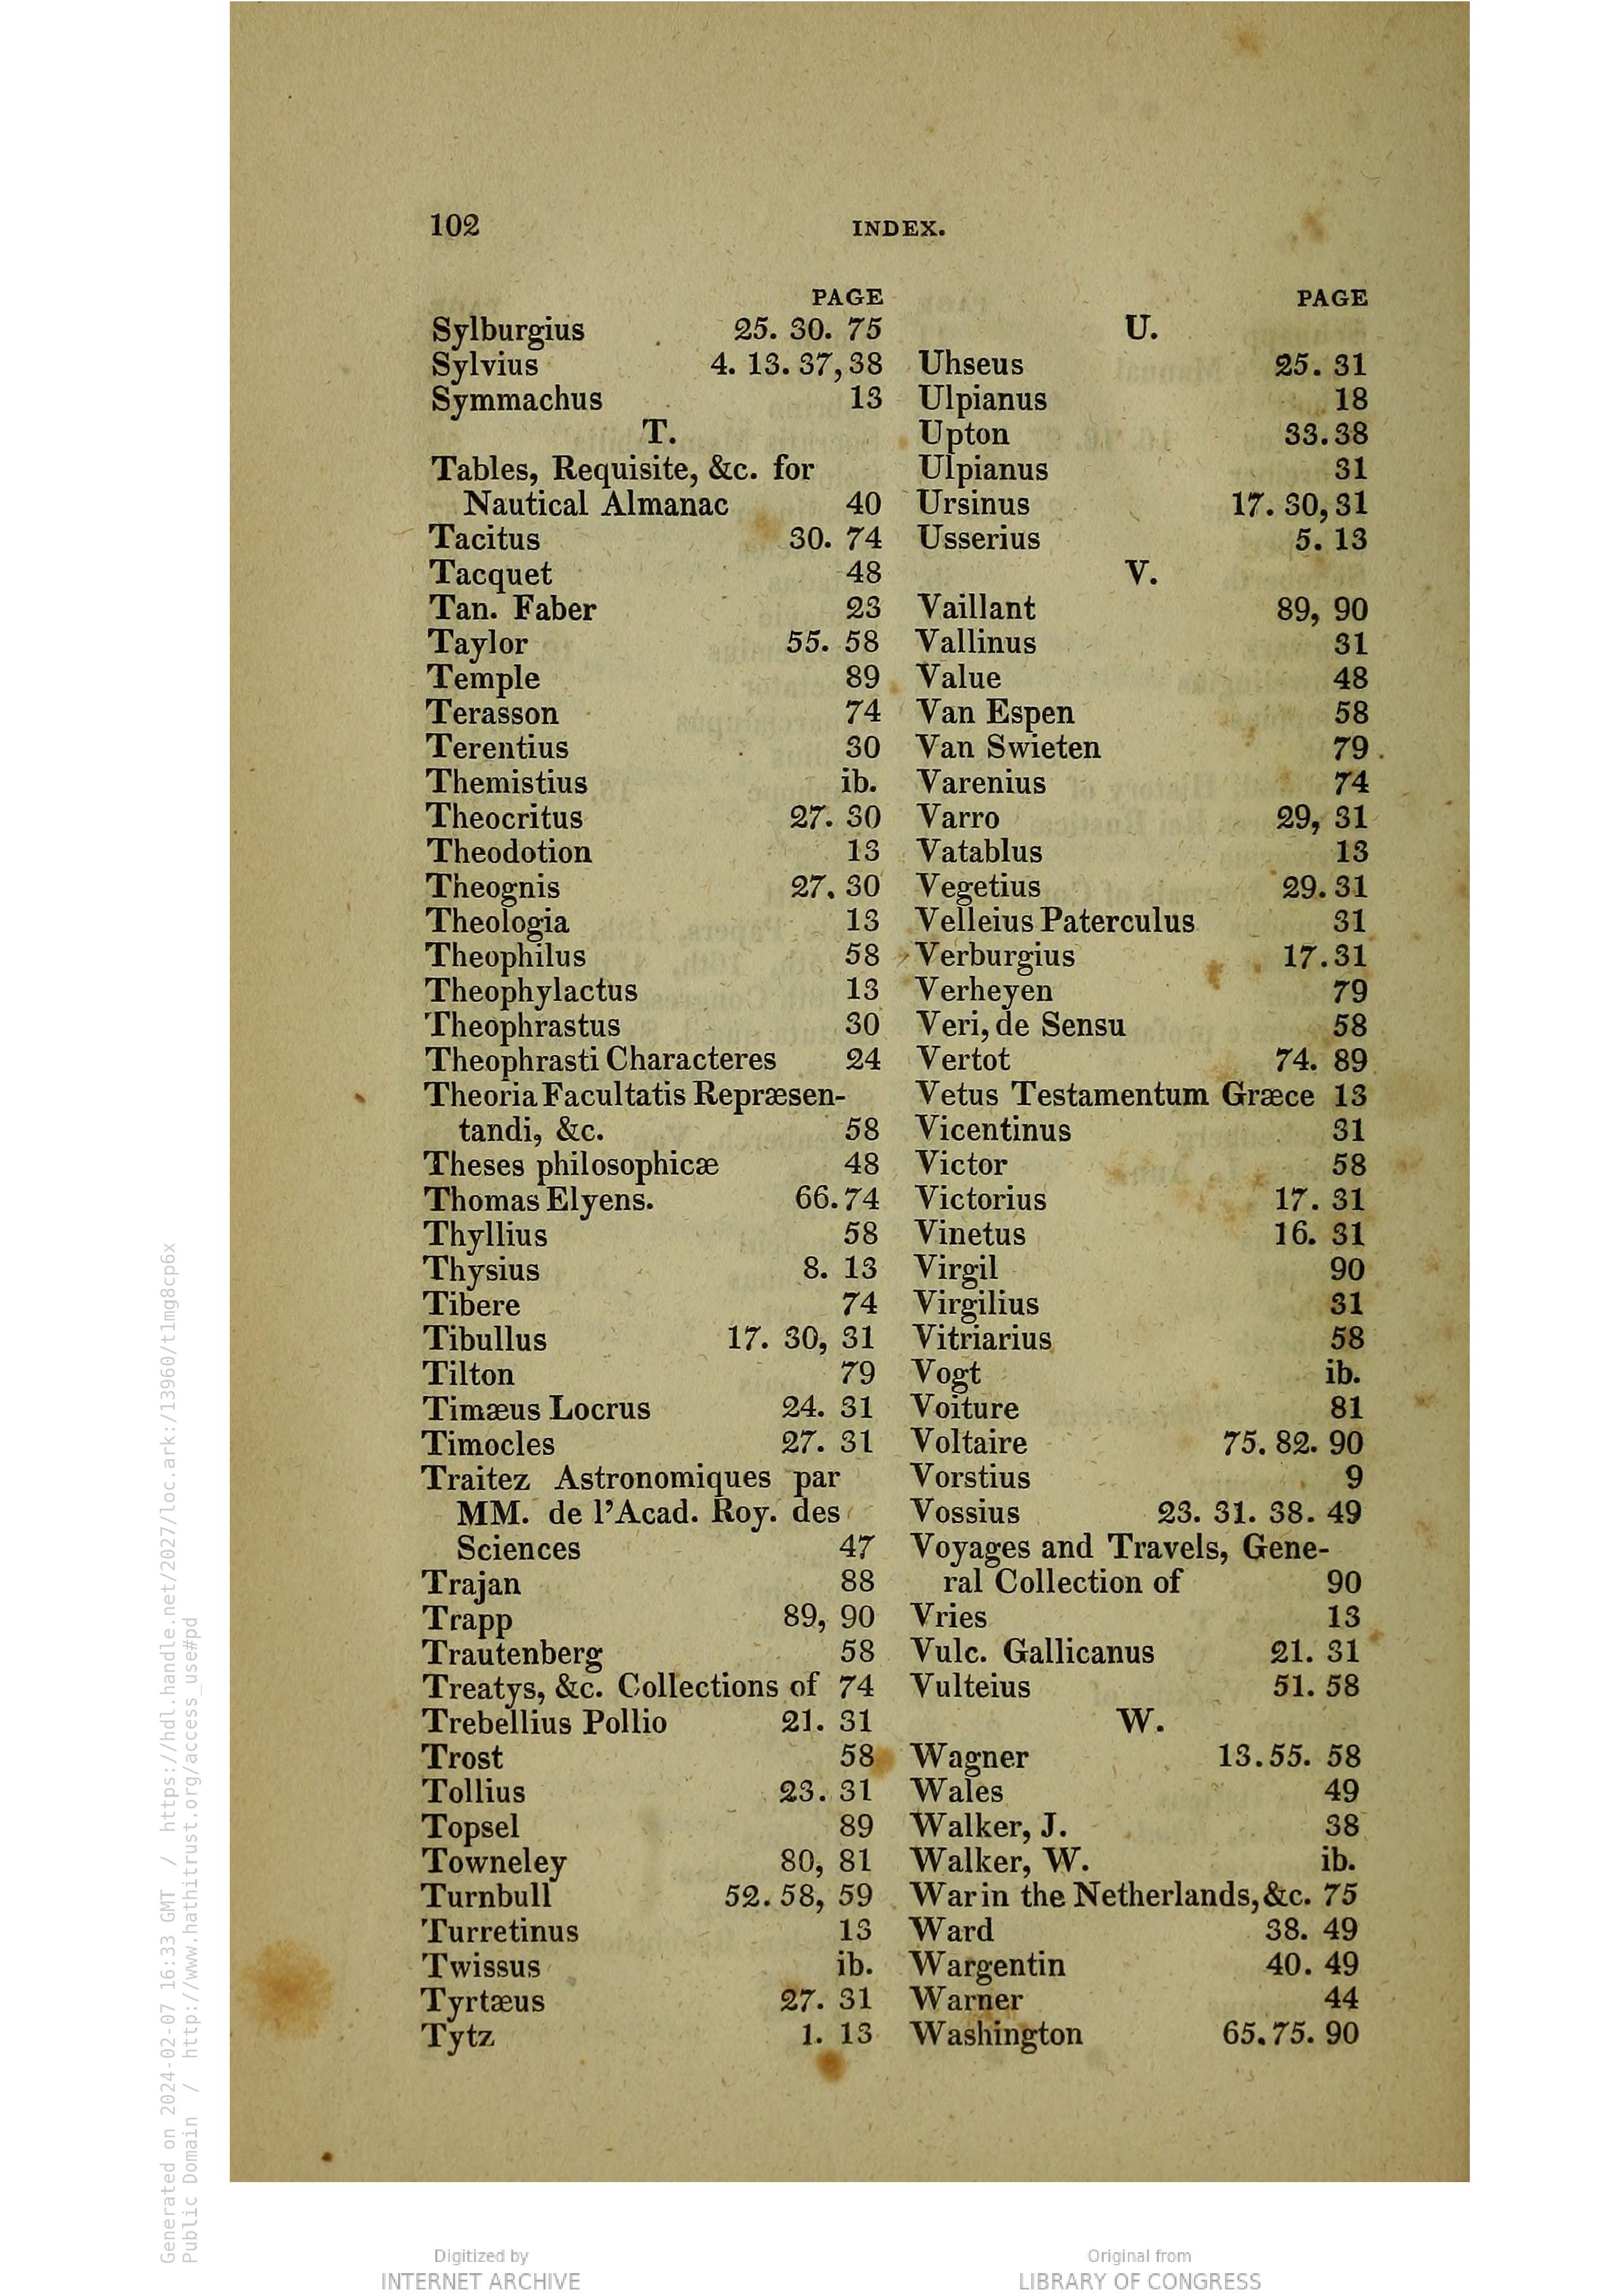 102
INDEX.
PAGE
Sylburgius 25. 30. 75
Sylvius 4. 13. 37, 38
Symmachus 13
T.
Tables, Requisite, &c. for
Nautical Almanac 40
Tacitus 30. 74
Tacquet 48
Tan. Faber 23
Taylor 55. 58
Temple 89
Terasson 74
Terentius 30
Themistius ib.
Theocritus 27. 30
Theodotion 13
Theognis 27. 30
Theologia 13
Theophilus 58
Theophylactus 13
Theophrastus 30
Theophrasti Characteres 24
Theoria Facultatis Repræsen-
tandi, &c. 58
Theses philosophicæ 48
Thomas Elyens. 66. 74
Thyllius 58
Thysius 8. 13
Tibere 74
Tibullus 17. 30, 31
Tilton 79
Timæus Locrus 24. 31
Timocles 27. 31
Traitez Astronomiques par
MM. de l'Acad. Roy. des
Sciences 47
Trajan 88
Trapp 89, 90
Trautenberg 58
Treatys, &c. Collections of 74
Trebellius Pollio 21. 31
Trost 58
Tollius 23. 31
Topsel 89
Towneley 80, 81
Turnbull 52. 58, 59
Turretinus 13
Twissus ib.
Tyrtæus 27. 31
Tytz 1. 13
PAGE
U.
Uhseus 25. 31
Ulpianus 18
Upton 33. 38
Ulpianus 31
Ursinus 17. 30, 31
Usserius 5. 13
V.
Vaillant 89, 90
Vallinus 31
Value 48
Van Espen 58
Van Swieten 79
Varenius 74
Varro 29, 31
Vatablus 13
Vegetius 29. 31
Velleius Paterculus 31
Verburgius 17. 31
Verheyen 79
Veri, de Sensu 58
Vertot 74. 89
Vetus Testamentum Græce 13
Vicentinus 31
Victor 58
Victorius 17. 31
Vinetus 16. 31
Virgil 90
Virgilius 31
Vitriarius 58
Vogt ib.
Voiture 81
Voltaire 75. 82. 90
Vorstius 9
Vossius 23. 31. 38. 49
Voyages and Travels, Gene-
ral Collection of 90
Vries 13
Vulc. Gallicanus 21. 31
Vulteius 51. 58
W.
Wagner 13. 55. 58
Wales 49
Walker, J. 38
Walker, W. ib.
War in the Netherlands, &c. 75
Ward 38. 49
Wargentin 40. 49
Warner 44
Washington 65. 75. 90
Generated on 2024-02-07 16:33 GMT / https://hdl.handle.net/2027/loc.ark:/13960/t1mg8cp6x
Public Domain / http://www.hathitrust.org/access_use#pd
Digitized by
INTERNET ARCHIVE
Original from
LIBRARY OF CONGRESS